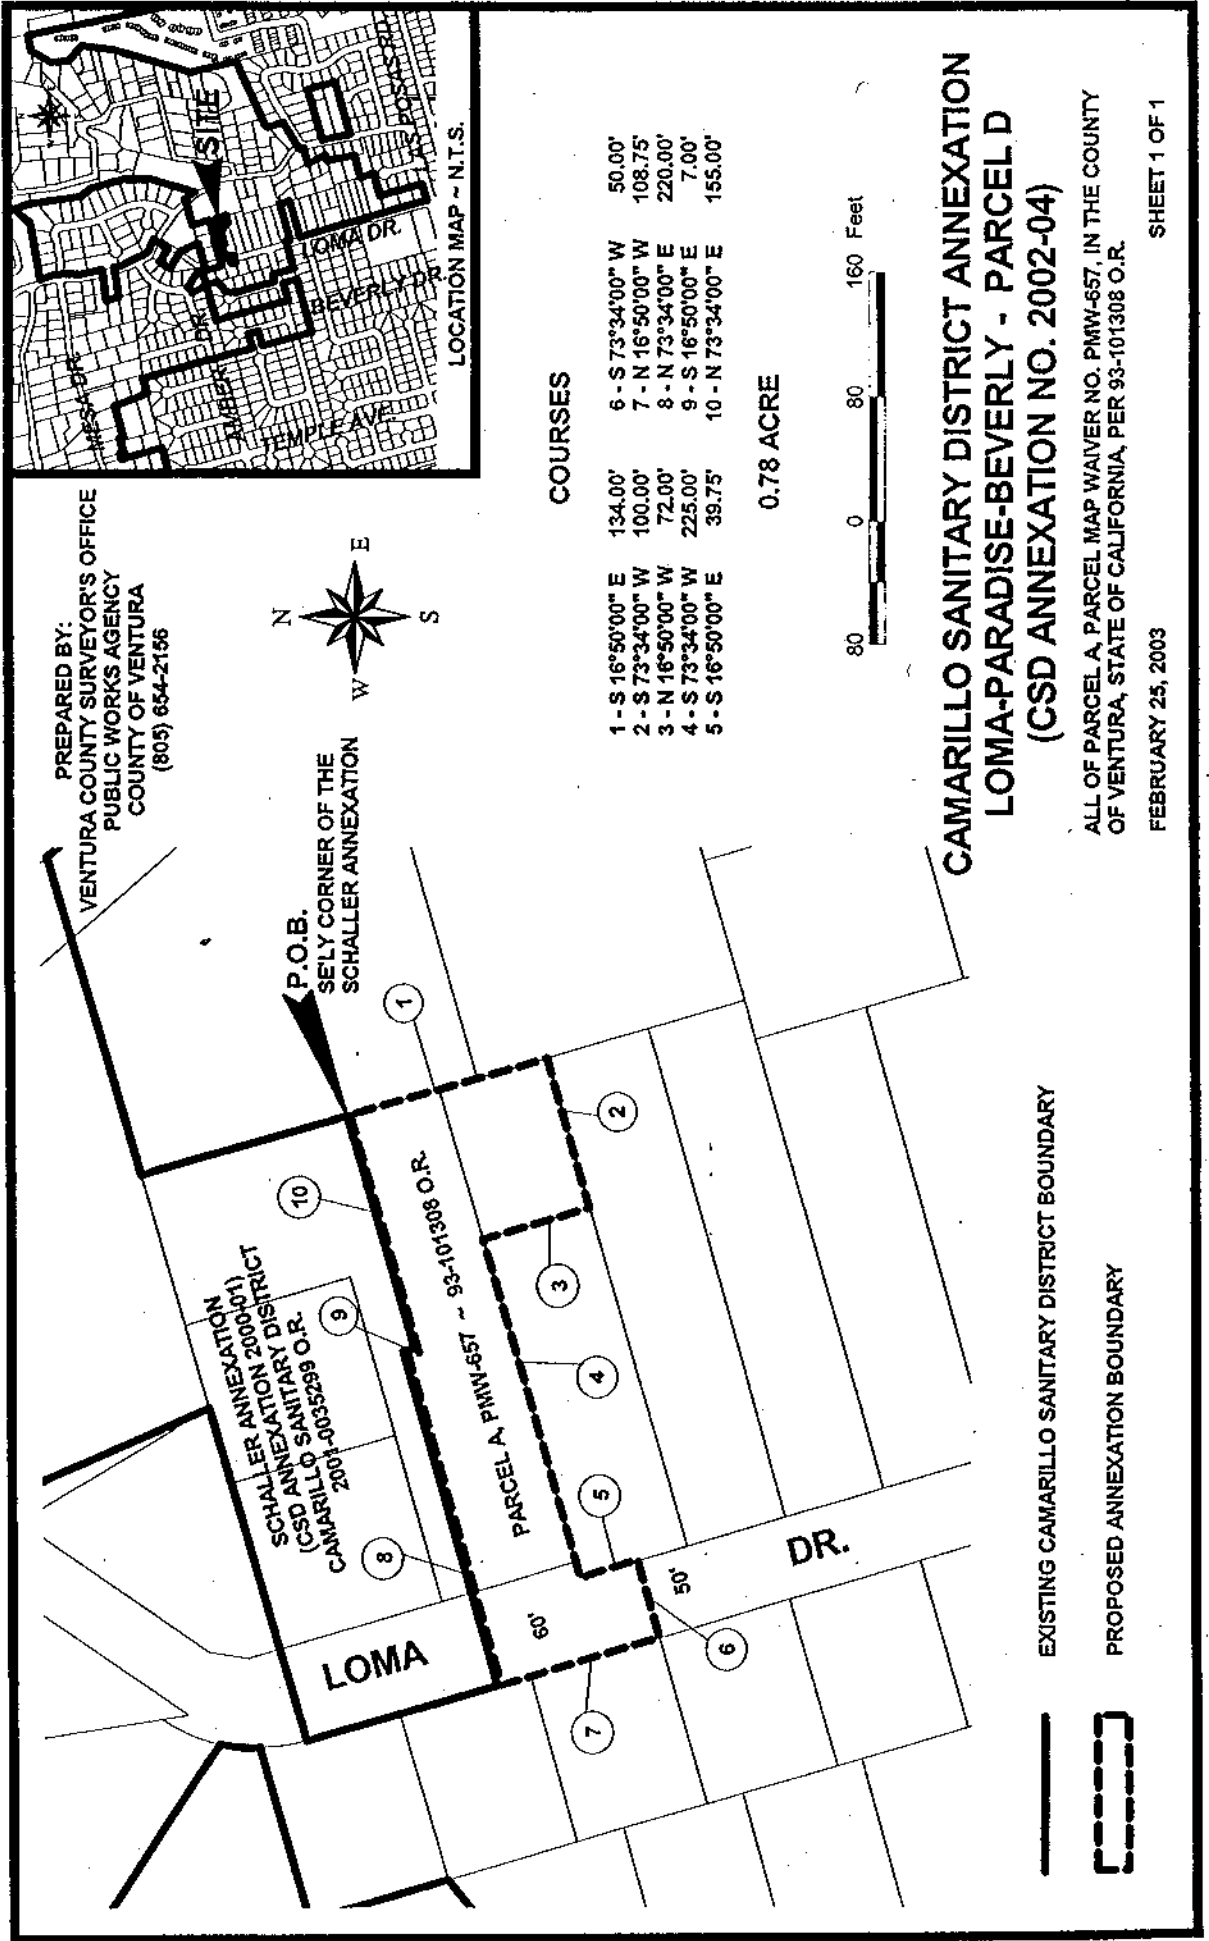 PREPARED BY:
VENTURA COUNTY SURVEYOR'S OFFICE
PUBLIC WORKS AGENCY
COUNTY OF VENTURA
(805) 654-2156
N
W
E
S
MESA DR.
AMBER DR.
TEMPLE AVE.
BEVERLY DR.
LOMA DR.
SITE
LAS POSAS RD.
LOCATION MAP ~ N.T.S.
P.O.B.
SE'LY CORNER OF THE
SCHALLER ANNEXATION
SCHALLER ANNEXATION
SCHALLER ANNEXATION 2000-01)
(CSD ANNEXATION DISTRICT
CAMARILLO SANITARY DISTRICT
2001-0035299 O.R.
PARCEL A, PMW-657 ~ 93-101308 O.R.
LOMA
DR.
60'
50'
1
2
3
4
5
6
7
8
9
10
COURSES
1 - S 16°50'00" E 134.00'
2 - S 73°34'00" W 100.00'
3 - N 16°50'00" W 72.00'
4 - S 73°34'00" W 225.00'
5 - S 16°50'00" E 39.75'
6 - S 73°34'00" W 50.00'
7 - N 16°50'00" W 108.75'
8 - N 73°34'00" E 220.00'
9 - S 16°50'00" E 7.00'
10 - N 73°34'00" E 155.00'
0.78 ACRE
80 0 80 160 Feet
EXISTING CAMARILLO SANITARY DISTRICT BOUNDARY
PROPOSED ANNEXATION BOUNDARY
CAMARILLO SANITARY DISTRICT ANNEXATION
LOMA-PARADISE-BEVERLY - PARCEL D
(CSD ANNEXATION NO. 2002-04)
ALL OF PARCEL A, PARCEL MAP WAIVER NO. PMW-657, IN THE COUNTY
OF VENTURA, STATE OF CALIFORNIA, PER 93-101308 O.R.
FEBRUARY 25, 2003
SHEET 1 OF 1